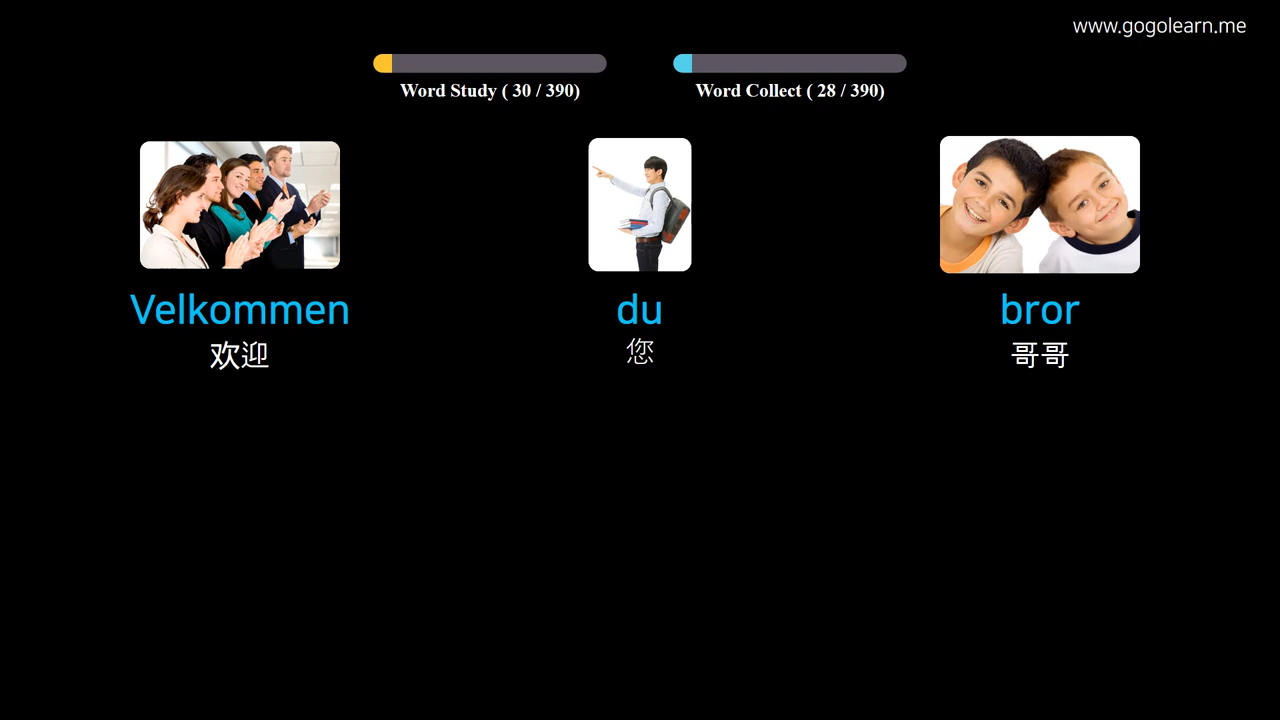 www.gogolearn.me
Word Study ( 30 / 390)
Word Collect ( 28 / 390)
Velkommen
欢迎
du
您
bror
哥哥